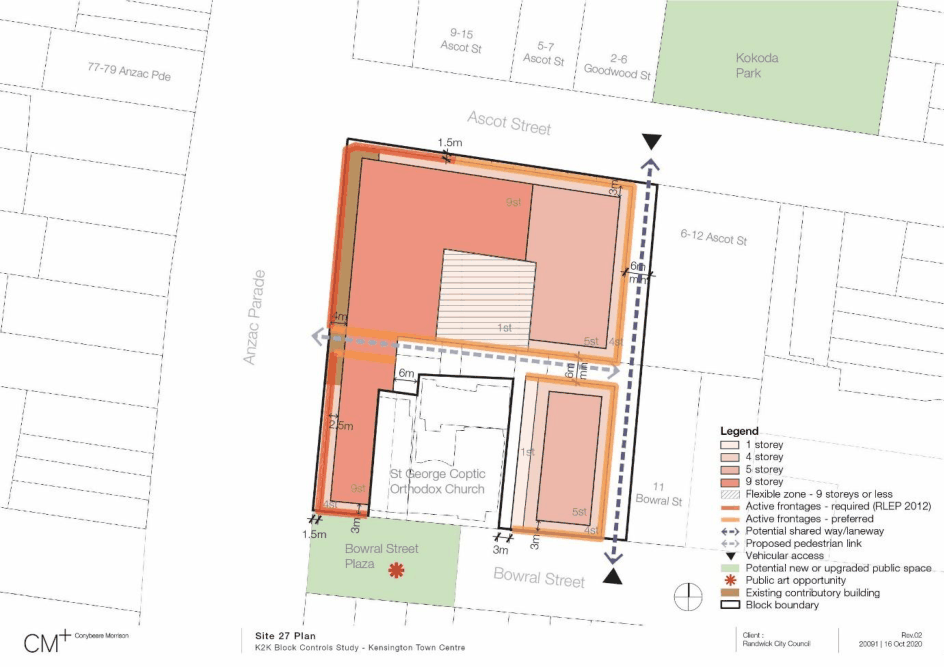 9-15
Ascot St
5-7
Ascot St
2-6
Goodwood St
Kokoda
Park
77-79 Anzac Pde
Ascot Street
1.5m
3m
9st
6-12 Ascot St
6m
min
Anzac Parade
4m
1st
5st
4st
6m
min
6m
2.5m
1st
St George Coptic
Orthodox Church
9st
4st
3m
1.5m
5st
4st
3m
3m
11
Bowral St
Bowral Street
Plaza
Bowral Street
Legend
1 storey
4 storey
5 storey
9 storey
Flexible zone - 9 storeys or less
Active frontages - required (RLEP 2012)
Active frontages - preferred
Potential shared way/laneway
Proposed pedestrian link
Vehicular access
Potential new or upgraded public space
Public art opportunity
Existing contributory building
Block boundary
CM+ Conybeare Morrison
Site 27 Plan
K2K Block Controls Study - Kensington Town Centre
Client :
Randwick City Council
Rev.02
20091 | 16 Oct 2020